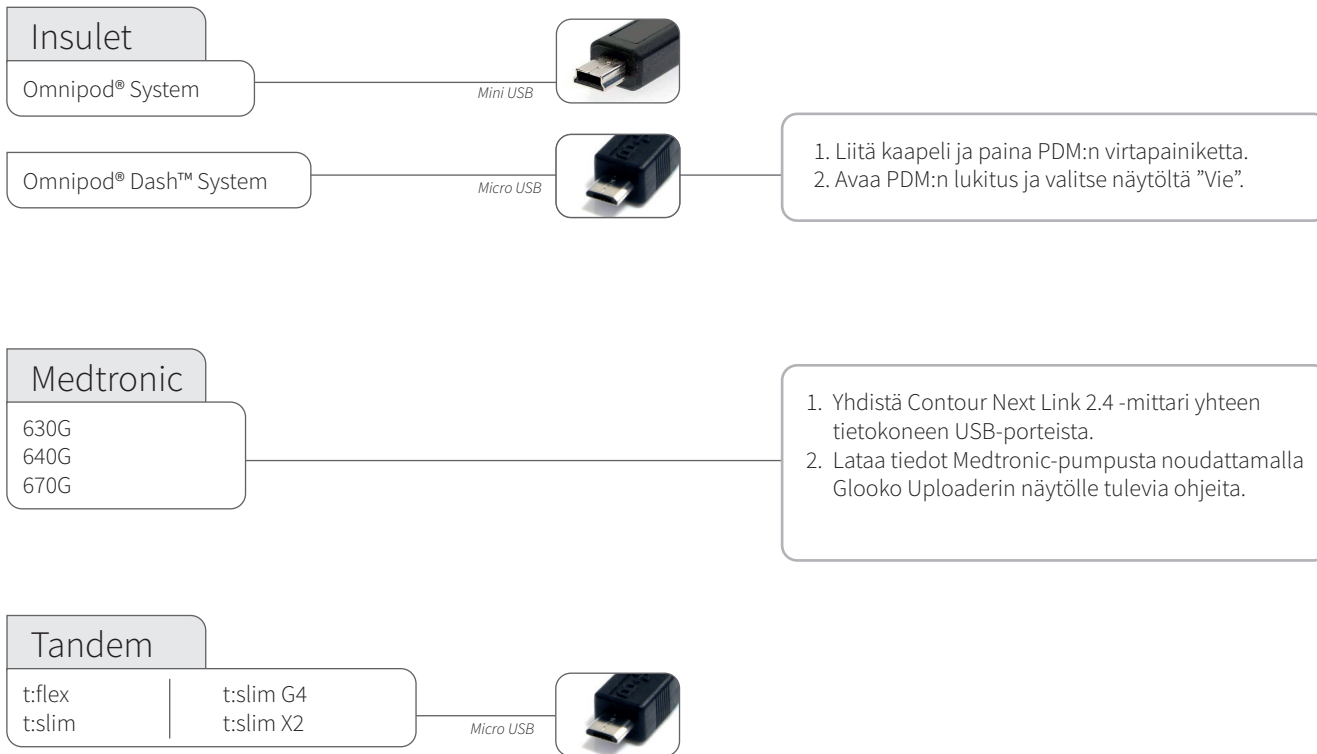 Insulet
Omnipod® System
Mini USB
Omnipod® Dash™ System
Micro USB
1. Liitä kaapeli ja paina PDM:n virtapainiketta.
2. Avaa PDM:n lukitus ja valitse näytöltä ”Vie”.
Medtronic
630G
640G
670G
1. Yhdistä Contour Next Link 2.4 -mittari yhteen
tietokoneen USB-porteista.
2. Lataa tiedot Medtronic-pumpusta noudattamalla
Glooko Uploaderin näytölle tulevia ohjeita.
Tandem
t:flex
t:slim
t:slim G4
t:slim X2
Micro USB